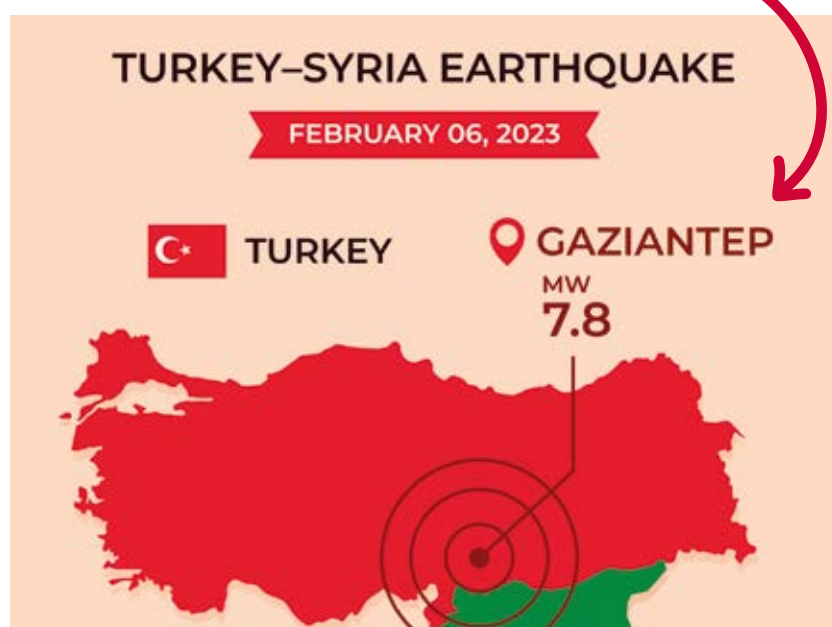 TURKEY–SYRIA EARTHQUAKE
FEBRUARY 06, 2023
TURKEY
GAZIANTEP
MW
7.8